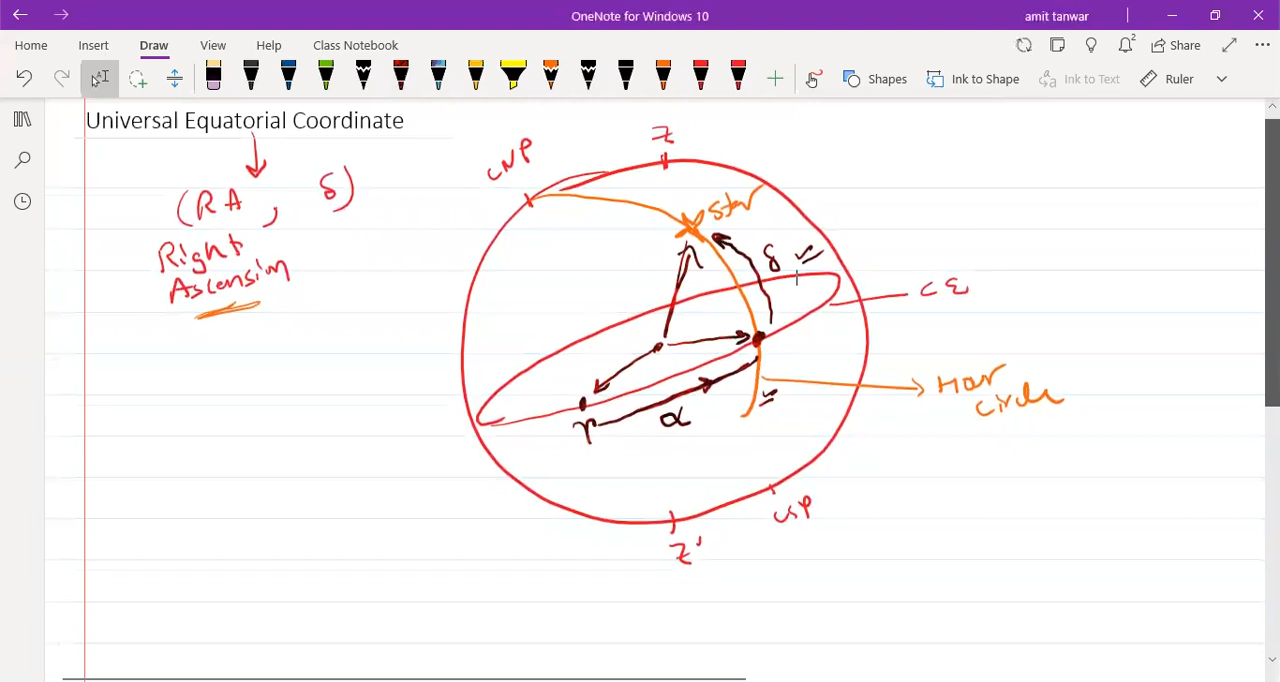 OneNote for Windows 10
amit tanwar
Home Insert Draw View Help Class Notebook
Share
Shapes Ink to Shape Ink to Text Ruler
Universal Equatorial Coordinate
(RA, δ)
Right
Ascension
CNP
Z
Star
δ
CE
Hour
Circle
α
♈
CSP
Z'